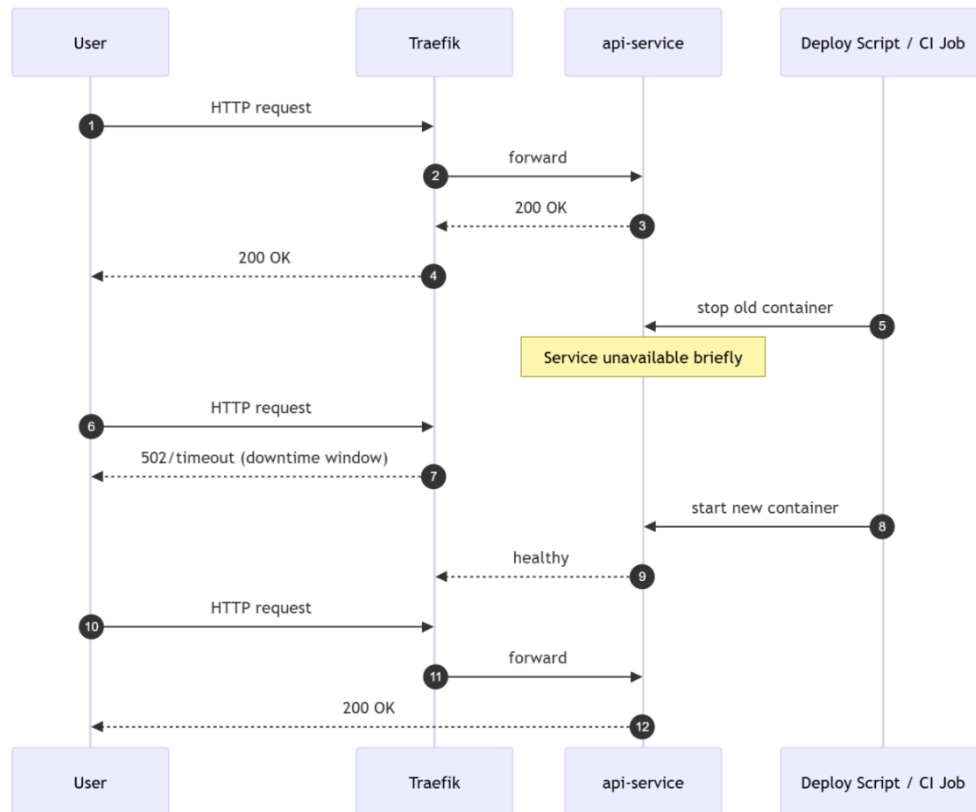 User
Traefik
api-service
Deploy Script / CI Job
HTTP request
1
forward
2
200 OK
3
200 OK
4
stop old container
5
Service unavailable briefly
HTTP request
6
502/timeout (downtime window)
7
start new container
8
healthy
9
HTTP request
10
forward
11
200 OK
12
User
Traefik
api-service
Deploy Script / CI Job